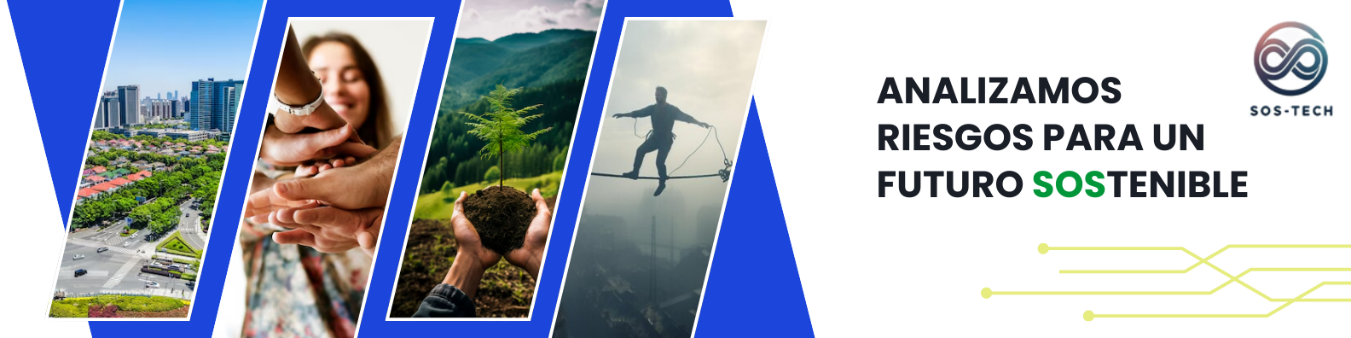 ANALIZAMOS
RIESGOS PARA UN
FUTURO SOSTENIBLE
SOS-TECH